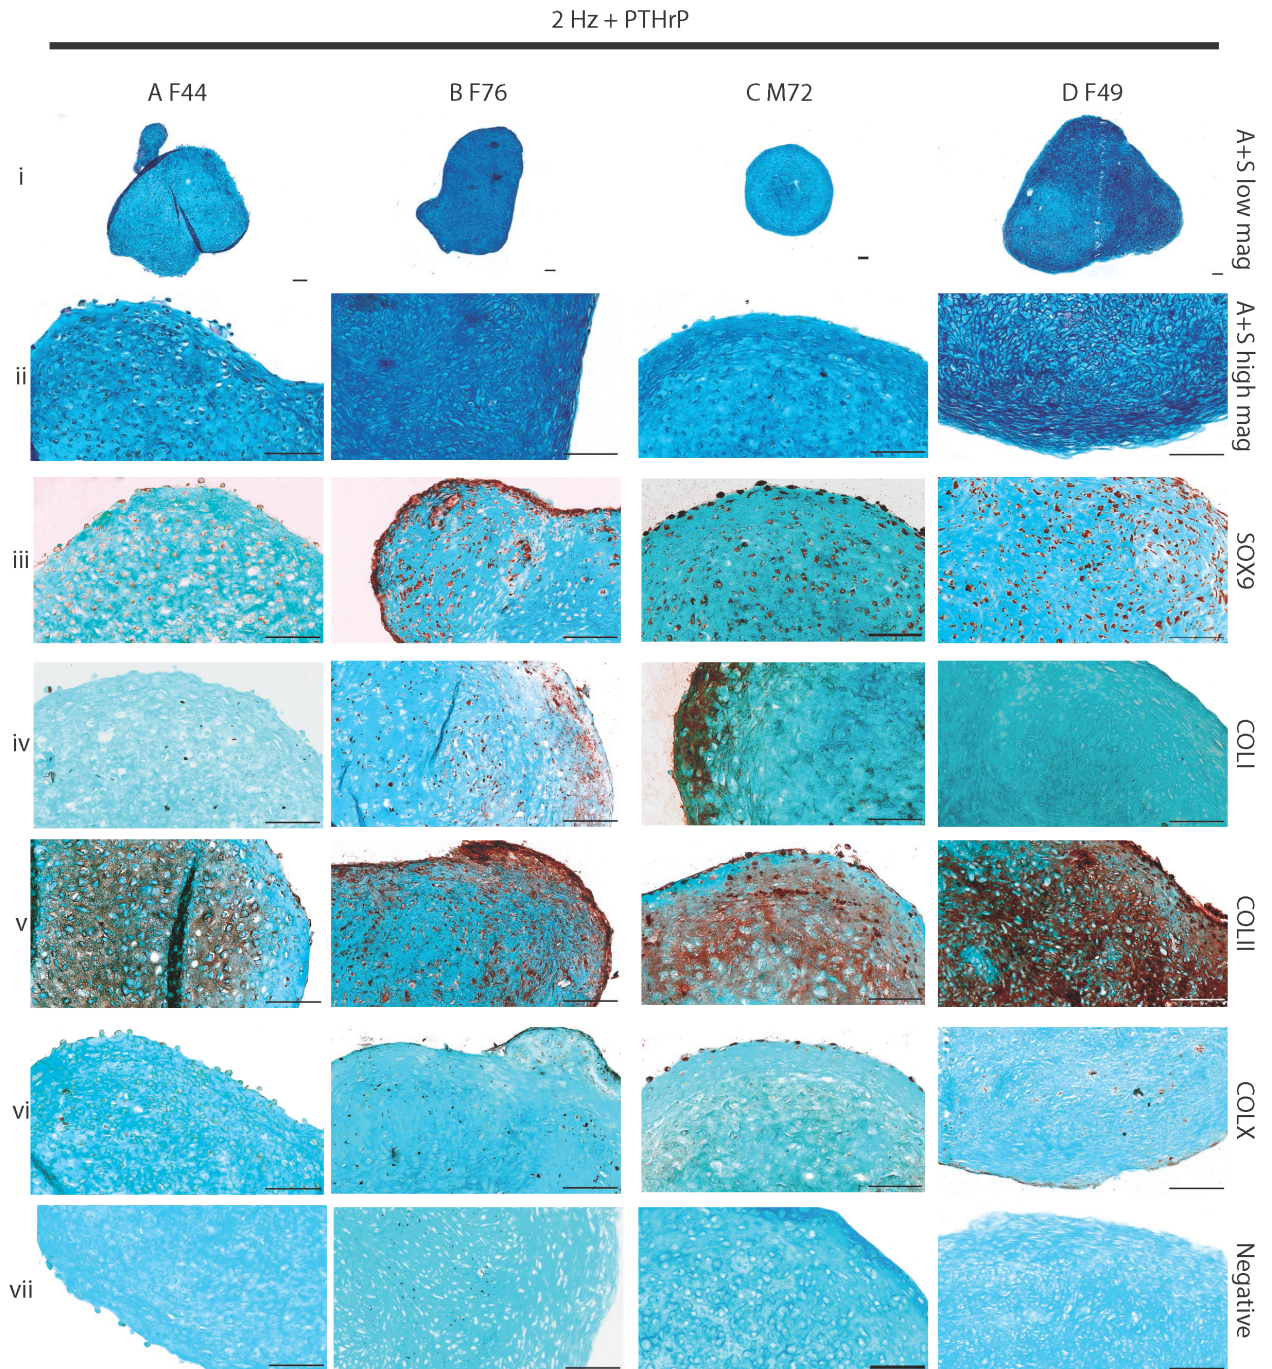 2 Hz + PTHrP
A F44
B F76
C M72
D F49
i
A+S low mag
ii
A+S high mag
iii
SOX9
iv
COLI
v
COLII
vi
COLX
vii
Negative